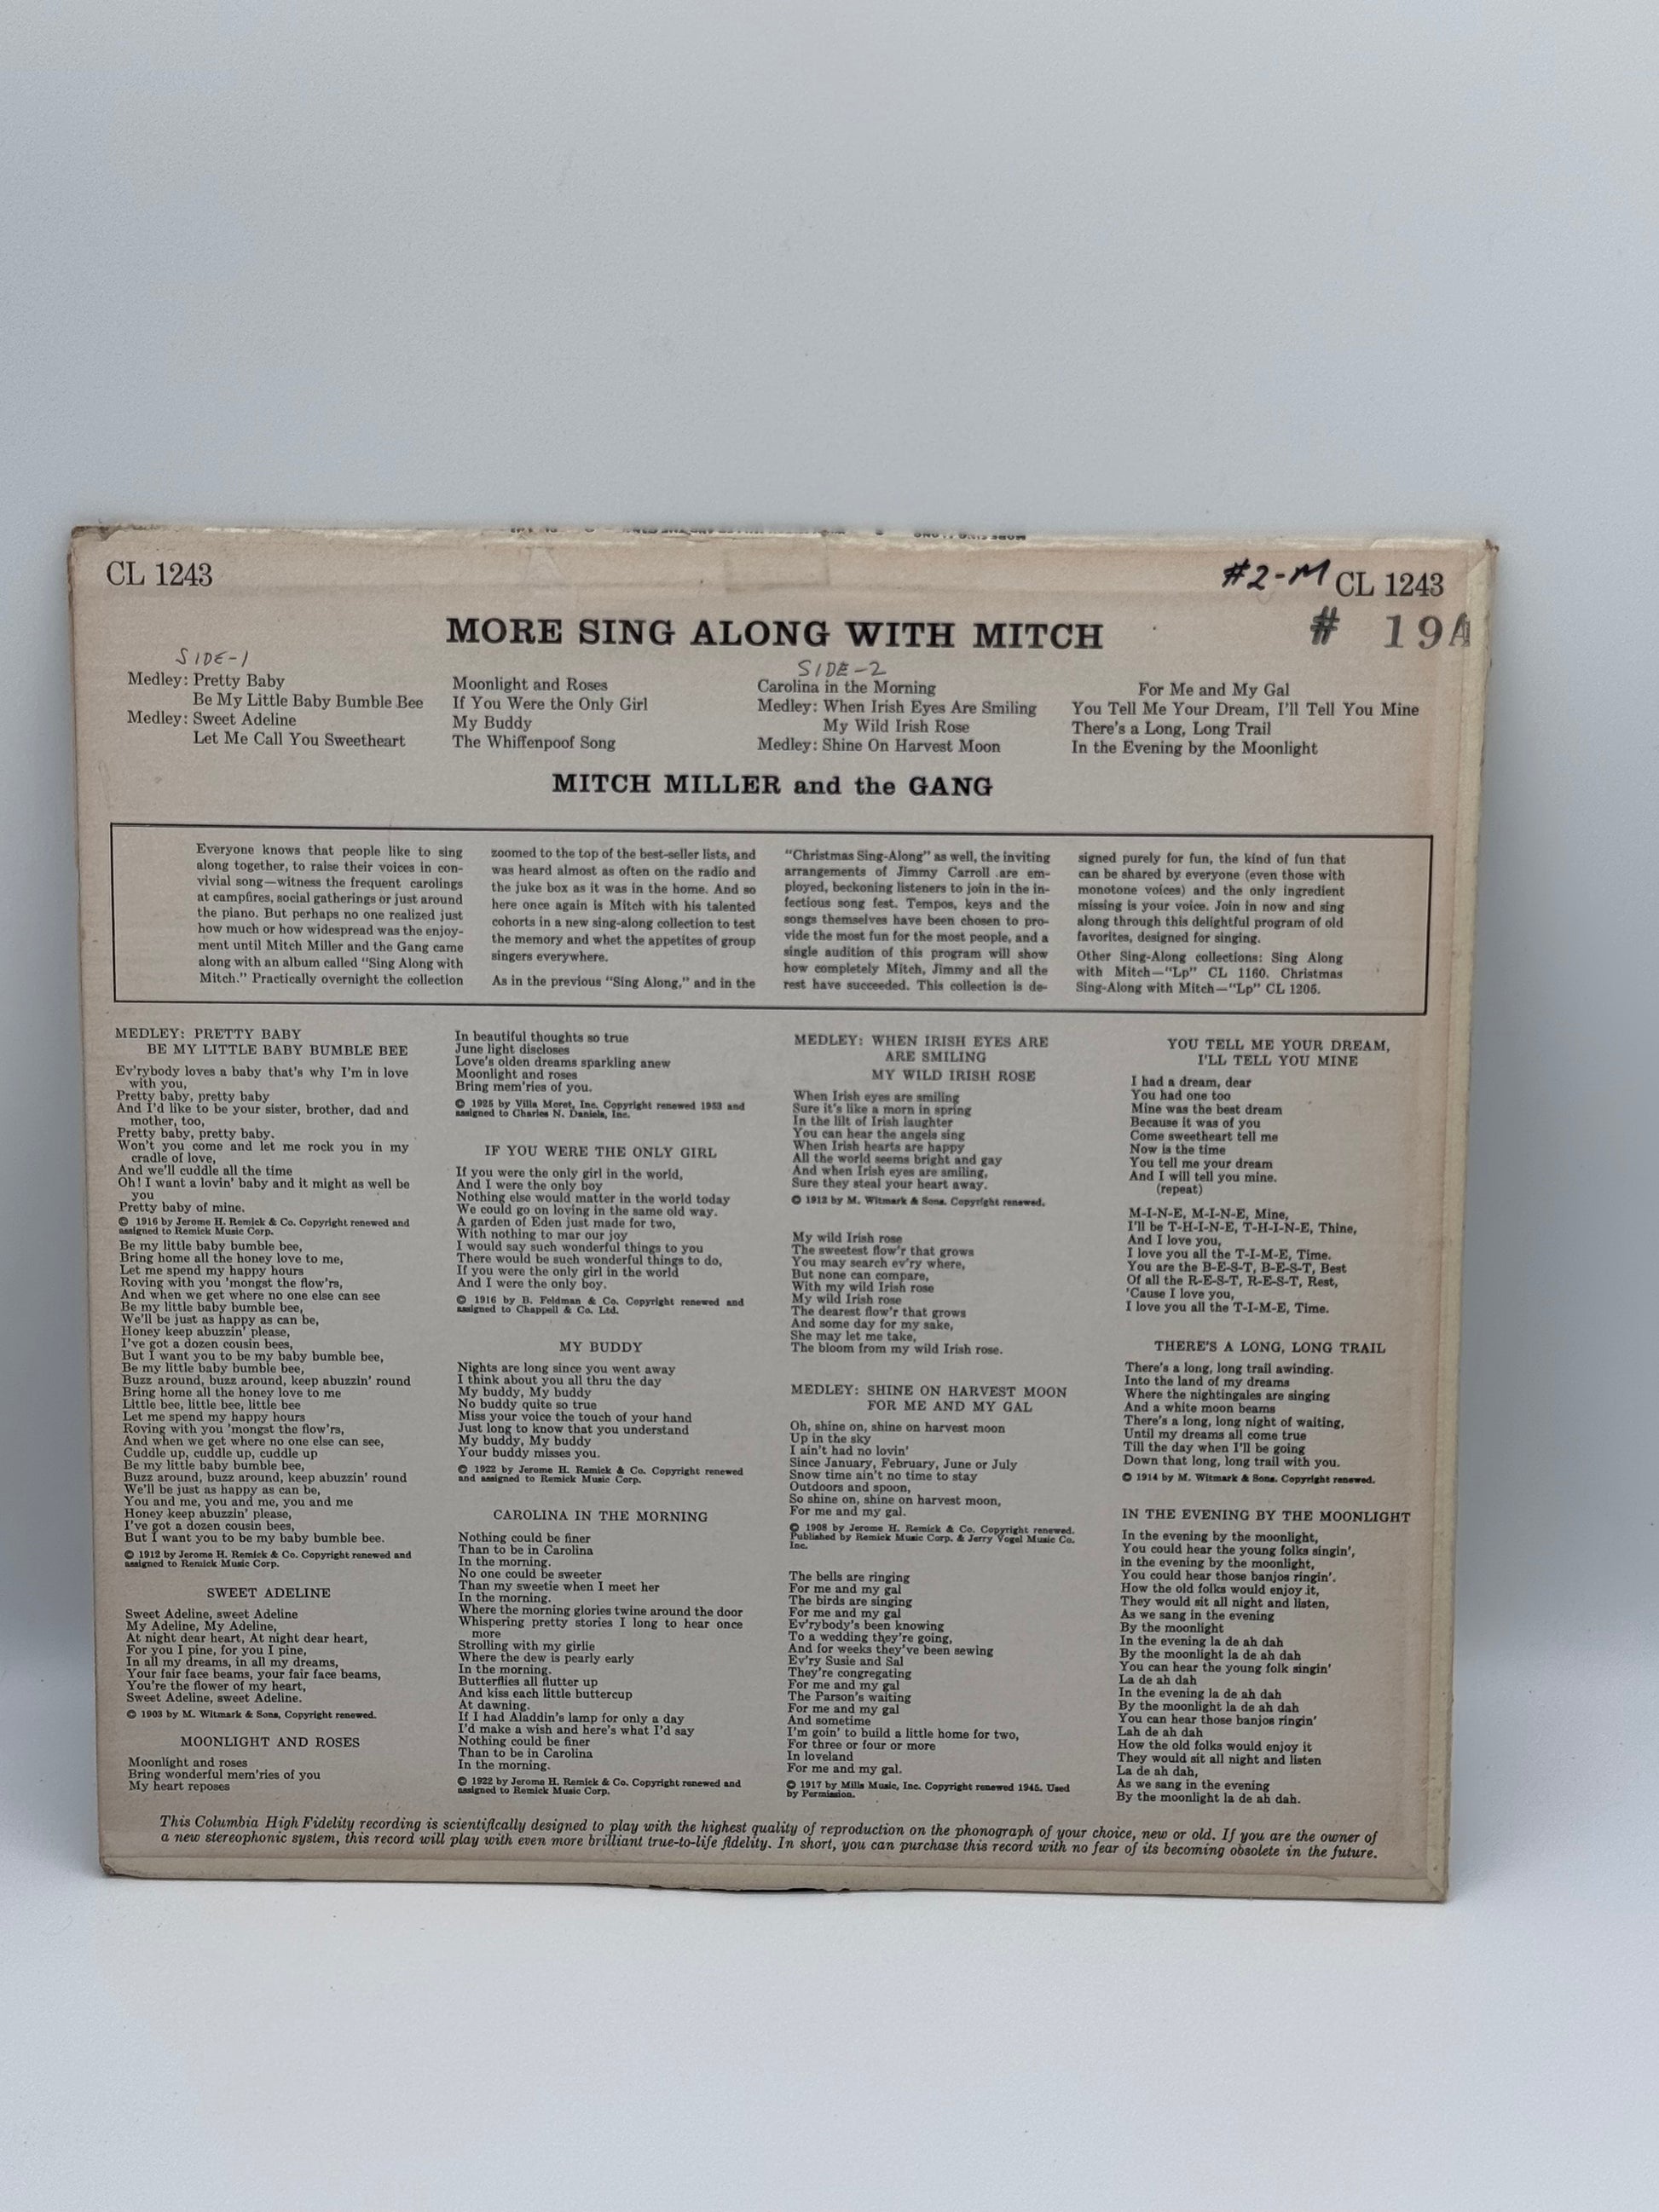 CL 1243
#2-M CL 1243
# 19A
MORE SING ALONG WITH MITCH
SIDE-1
Medley: Pretty Baby
Be My Little Baby Bumble Bee
Medley: Sweet Adeline
Let Me Call You Sweetheart
Moonlight and Roses
If You Were the Only Girl
My Buddy
The Whiffenpoof Song
SIDE-2
Carolina in the Morning
Medley: When Irish Eyes Are Smiling
My Wild Irish Rose
Medley: Shine On Harvest Moon
For Me and My Gal
You Tell Me Your Dream, I'll Tell You Mine
There's a Long, Long Trail
In the Evening by the Moonlight
MITCH MILLER and the GANG
Everyone knows that people like to sing
along together, to raise their voices in con-
vivial song—witness the frequent carolings
at campfires, social gatherings or just around
the piano. But perhaps no one realized just
how much or how widespread was the enjoy-
ment until Mitch Miller and the Gang came
along with an album called "Sing Along with
Mitch." Practically overnight the collection
zoomed to the top of the best-seller lists, and
was heard almost as often on the radio and
the juke box as it was in the home. And so
here once again is Mitch with his talented
cohorts in a new sing-along collection to test
the memory and whet the appetites of group
singers everywhere.
As in the previous "Sing Along," and in the
"Christmas Sing-Along" as well, the inviting
arrangements of Jimmy Carroll are em-
ployed, beckoning listeners to join in the in-
fectious song fest. Tempos, keys and the
songs themselves have been chosen to pro-
vide the most fun for the most people, and a
single audition of this program will show
how completely Mitch, Jimmy and all the
rest have succeeded. This collection is de-
signed purely for fun, the kind of fun that
can be shared by everyone (even those with
monotone voices) and the only ingredient
missing is your voice. Join in now and sing
along through this delightful program of old
favorites, designed for singing.
Other Sing-Along collections: Sing Along
with Mitch—"Lp" CL 1160. Christmas
Sing-Along with Mitch—"Lp" CL 1205.
MEDLEY: PRETTY BABY
BE MY LITTLE BABY BUMBLE BEE
Ev'rybody loves a baby that's why I'm in love
with you,
Pretty baby, pretty baby
And I'd like to be your sister, brother, dad and
mother, too,
Pretty baby, pretty baby.
Won't you come and let me rock you in my
cradle of love,
And we'll cuddle all the time
Oh! I want a lovin' baby and it might as well be
you
Pretty baby of mine.
© 1916 by Jerome H. Remick & Co. Copyright renewed and
assigned to Remick Music Corp.
Be my little baby bumble bee,
Bring home all the honey love to me,
Let me spend my happy hours
Roving with you 'mongst the flow'rs,
And when we get where no one else can see
Be my little baby bumble bee,
We'll be just as happy as can be,
Honey keep abuzzin' please,
I've got a dozen cousin bees,
But I want you to be my baby bumble bee,
Be my little baby bumble bee,
Buzz around, buzz around, keep abuzzin' round
Bring home all the honey love to me
Little bee, little bee, little bee
Let me spend my happy hours
Roving with you 'mongst the flow'rs,
And when we get where no one else can see,
Cuddle up, cuddle up, cuddle up
Be my little baby bumble bee,
Buzz around, buzz around, keep abuzzin' round
We'll be just as happy as can be,
You and me, you and me, you and me
Honey keep abuzzin' please,
I've got a dozen cousin bees,
But I want you to be my baby bumble bee.
© 1912 by Jerome H. Remick & Co. Copyright renewed and
assigned to Remick Music Corp.
SWEET ADELINE
Sweet Adeline, sweet Adeline
My Adeline, My Adeline,
At night dear heart, At night dear heart,
For you I pine, for you I pine,
In all my dreams, in all my dreams,
Your fair face beams, your fair face beams,
You're the flower of my heart,
Sweet Adeline, sweet Adeline.
© 1903 by M. Witmark & Sons, Copyright renewed.
MOONLIGHT AND ROSES
Moonlight and roses
Bring wonderful mem'ries of you
My heart reposes
In beautiful thoughts so true
June light discloses
Love's olden dreams sparkling anew
Moonlight and roses
Bring mem'ries of you.
© 1925 by Villa Moret, Inc. Copyright renewed 1953 and
assigned to Charles N. Daniels, Inc.
IF YOU WERE THE ONLY GIRL
If you were the only girl in the world,
And I were the only boy
Nothing else would matter in the world today
We could go on loving in the same old way.
A garden of Eden just made for two,
With nothing to mar our joy
I would say such wonderful things to you
There would be such wonderful things to do,
If you were the only girl in the world
And I were the only boy.
© 1916 by B. Feldman & Co. Copyright renewed and
assigned to Chappell & Co. Ltd.
MY BUDDY
Nights are long since you went away
I think about you all thru the day
My buddy, My buddy
No buddy quite so true
Miss your voice the touch of your hand
Just long to know that you understand
My buddy, My buddy
Your buddy misses you.
© 1922 by Jerome H. Remick & Co. Copyright renewed
and assigned to Remick Music Corp.
CAROLINA IN THE MORNING
Nothing could be finer
Than to be in Carolina
In the morning.
No one could be sweeter
Than my sweetie when I meet her
In the morning.
Where the morning glories twine around the door
Whispering pretty stories I long to hear once
more
Strolling with my girlie
Where the dew is pearly early
In the morning.
Butterflies all flutter up
And kiss each little buttercup
At dawning.
If I had Aladdin's lamp for only a day
I'd make a wish and here's what I'd say
Nothing could be finer
Than to be in Carolina
In the morning.
© 1922 by Jerome H. Remick & Co. Copyright renewed and
assigned to Remick Music Corp.
MEDLEY: WHEN IRISH EYES ARE
ARE SMILING
MY WILD IRISH ROSE
When Irish eyes are smiling
Sure it's like a morn in spring
In the lilt of Irish laughter
You can hear the angels sing
When Irish hearts are happy
All the world seems bright and gay
And when Irish eyes are smiling,
Sure they steal your heart away.
© 1912 by M. Witmark & Sons. Copyright renewed.
My wild Irish rose
The sweetest flow'r that grows
You may search ev'ry where,
But none can compare,
With my wild Irish rose
My wild Irish rose
The dearest flow'r that grows
And some day for my sake,
She may let me take,
The bloom from my wild Irish rose.
MEDLEY: SHINE ON HARVEST MOON
FOR ME AND MY GAL
Oh, shine on, shine on harvest moon
Up in the sky
I ain't had no lovin'
Since January, February, June or July
Snow time ain't no time to stay
Outdoors and spoon,
So shine on, shine on harvest moon,
For me and my gal.
© 1908 by Jerome H. Remick & Co. Copyright renewed.
Published by Remick Music Corp. & Jerry Vogel Music Co.
Inc.
The bells are ringing
For me and my gal
The birds are singing
For me and my gal
Ev'rybody's been knowing
To a wedding they're going,
And for weeks they've been sewing
Ev'ry Susie and Sal
They're congregating
For me and my gal
The Parson's waiting
For me and my gal
And sometime
I'm goin' to build a little home for two,
For three or four or more
In loveland
For me and my gal.
© 1917 by Mills Music, Inc. Copyright renewed 1945. Used
by Permission.
YOU TELL ME YOUR DREAM,
I'LL TELL YOU MINE
I had a dream, dear
You had one too
Mine was the best dream
Because it was of you
Come sweetheart tell me
Now is the time
You tell me your dream
And I will tell you mine.
(repeat)
M-I-N-E, M-I-N-E, Mine,
I'll be T-H-I-N-E, T-H-I-N-E, Thine,
And I love you,
I love you all the T-I-M-E, Time.
You are the B-E-S-T, B-E-S-T, Best
Of all the R-E-S-T, R-E-S-T, Rest,
'Cause I love you,
I love you all the T-I-M-E, Time.
THERE'S A LONG, LONG TRAIL
There's a long, long trail awinding.
Into the land of my dreams
Where the nightingales are singing
And a white moon beams
There's a long, long night of waiting,
Until my dreams all come true
Till the day when I'll be going
Down that long, long trail with you.
© 1914 by M. Witmark & Sons. Copyright renewed.
IN THE EVENING BY THE MOONLIGHT
In the evening by the moonlight,
You could hear the young folks singin',
in the evening by the moonlight,
You could hear those banjos ringin'.
How the old folks would enjoy it,
They would sit all night and listen,
As we sang in the evening
By the moonlight
In the evening la de ah dah
By the moonlight la de ah dah
You can hear the young folk singin'
La de ah dah
In the evening la de ah dah
By the moonlight la de ah dah
You can hear those banjos ringin'
Lah de ah dah
How the old folks would enjoy it
They would sit all night and listen
La de ah dah,
As we sang in the evening
By the moonlight la de ah dah.
This Columbia High Fidelity recording is scientifically designed to play with the highest quality of reproduction on the phonograph of your choice, new or old. If you are the owner of
a new stereophonic system, this record will play with even more brilliant true-to-life fidelity. In short, you can purchase this record with no fear of its becoming obsolete in the future.